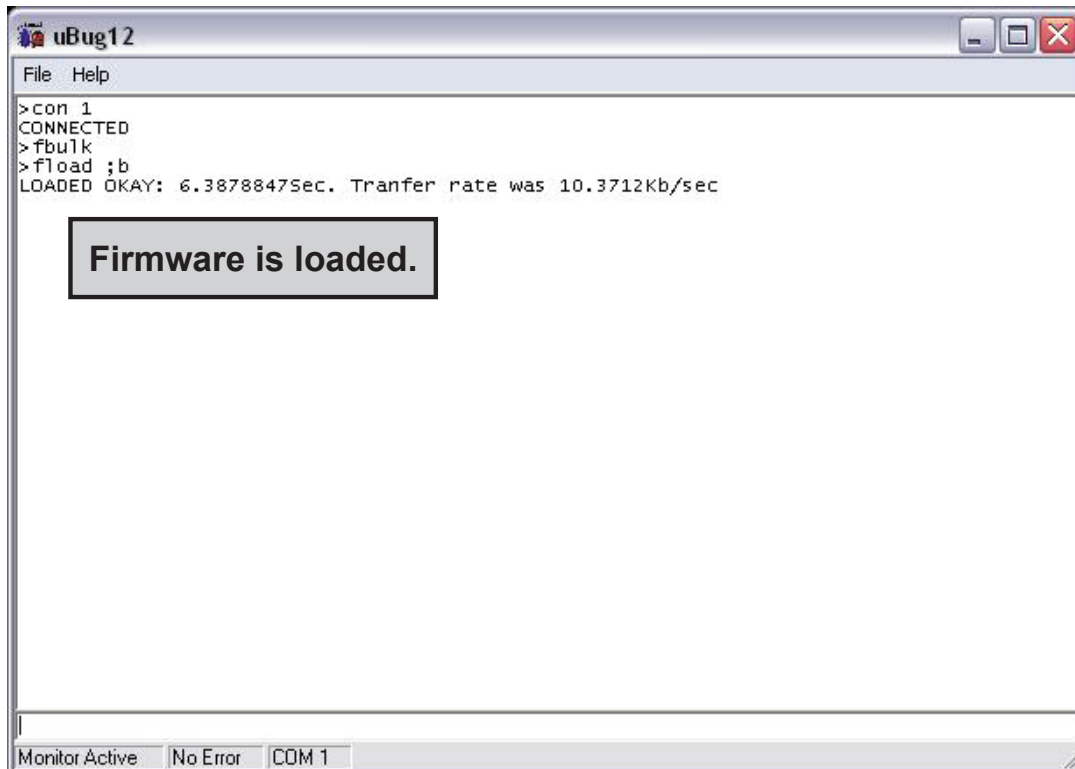 uBug12
File Help
>con 1
CONNECTED
>fbulk
>fload ;b
LOADED OKAY: 6.3878847Sec. Tranfer rate was 10.3712Kb/sec
Firmware is loaded.
Monitor Active No Error COM 1